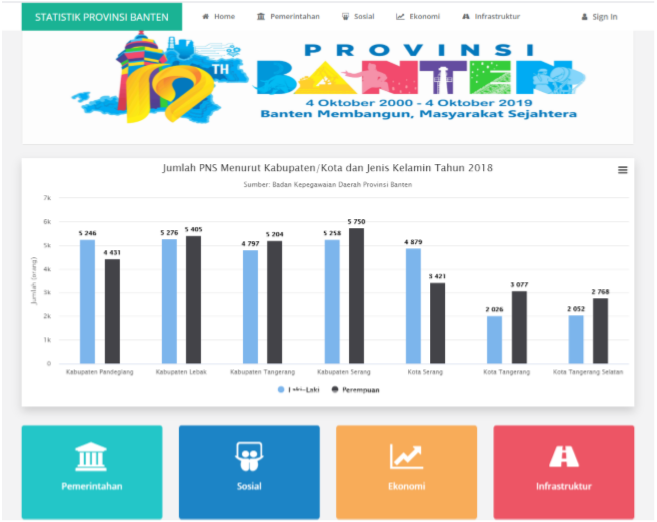 STATISTIK PROVINSI BANTEN Home Pemerintahan Sosial Ekonomi Infrastruktur Sign In
19 TH
PROVINSI
BANTEN
4 Oktober 2000 - 4 Oktober 2019
Banten Membangun, Masyarakat Sejahtera
Jumlah PNS Menurut Kabupaten/Kota dan Jenis Kelamin Tahun 2018
Sumber: Badan Kepegawaian Daerah Provinsi Banten
Jumlah (orang)
7k
6k
5k
4k
3k
2k
1k
0
5 246 4 431 5 276 5 405 4 797 5 204 5 258 5 750 4 879 3 421 2 026 3 077 2 052 2 768
Kabupaten Pandeglang Kabupaten Lebak Kabupaten Tangerang Kabupaten Serang Kota Serang Kota Tangerang Kota Tangerang Selatan
Laki-Laki Perempuan
Pemerintahan Sosial Ekonomi Infrastruktur